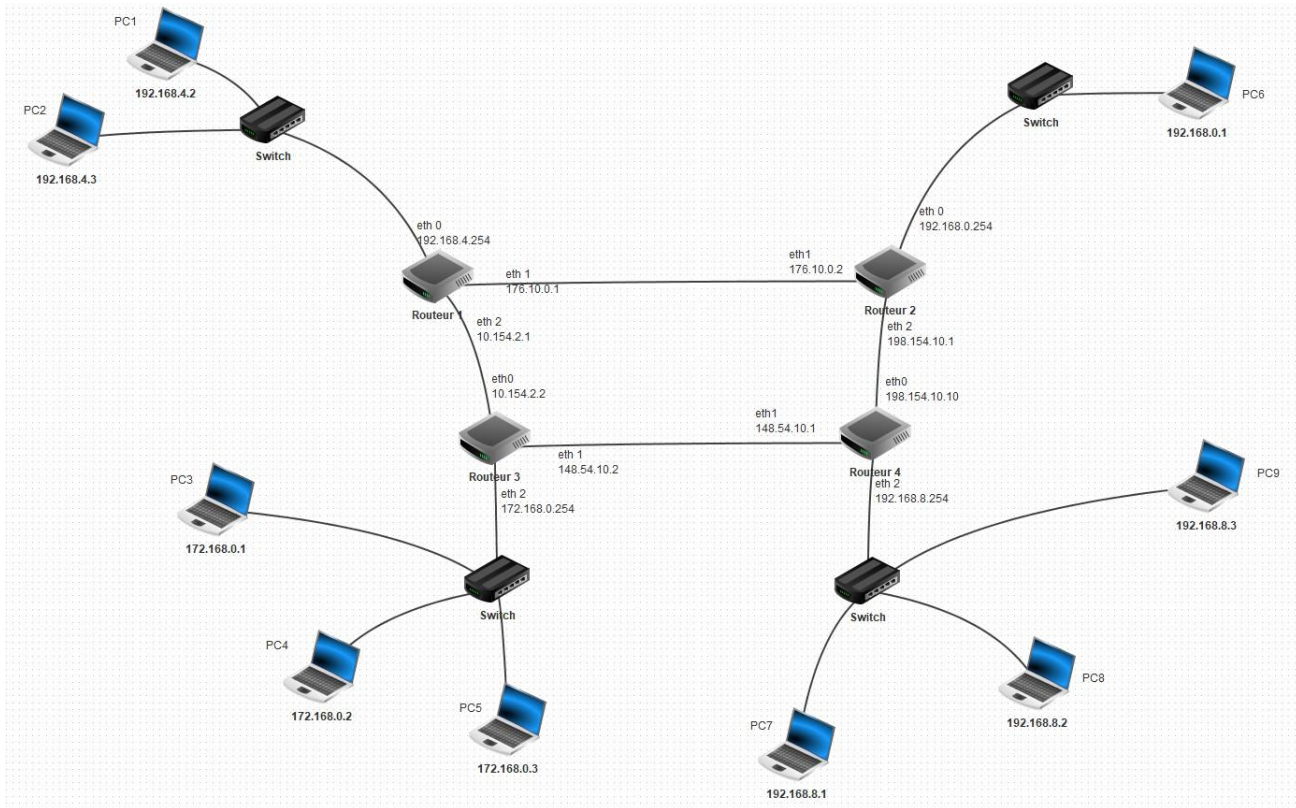 PC1
192.168.4.2
PC2
192.168.4.3
Switch
Switch
PC6
192.168.0.1
eth 0
192.168.4.254
eth 1
176.10.0.1
Routeur 1
eth 2
10.154.2.1
eth 0
192.168.0.254
eth1
176.10.0.2
Routeur 2
eth 2
198.154.10.1
eth0
10.154.2.2
eth 1
148.54.10.2
Routeur 3
eth 2
172.168.0.254
eth0
198.154.10.10
eth1
148.54.10.1
Routeur 4
eth 2
192.168.8.254
PC3
172.168.0.1
Switch
PC4
172.168.0.2
PC5
172.168.0.3
PC9
192.168.8.3
Switch
PC8
192.168.8.2
PC7
192.168.8.1